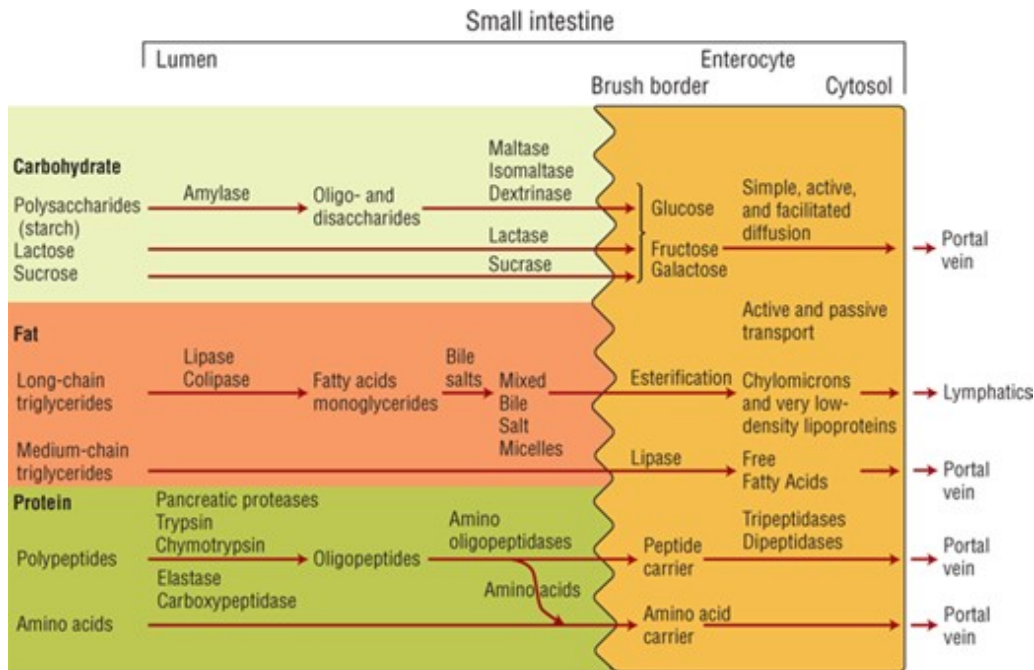 Small intestine
Lumen
Enterocyte
Brush border
Cytosol
Carbohydrate
Polysaccharides
(starch)
Lactose
Sucrose
Amylase
Oligo- and
disaccharides
Maltase
Isomaltase
Dextrinase
Lactase
Sucrase
Glucose
Fructose
Galactose
Simple, active,
and facilitated
diffusion
Portal
vein
Fat
Long-chain
triglycerides
Lipase
Colipase
Fatty acids
monoglycerides
Bile
salts
Mixed
Bile
Salt
Micelles
Esterification
Active and passive
transport
Chylomicrons
and very low-
density lipoproteins
Lymphatics
Medium-chain
triglycerides
Lipase
Free
Fatty Acids
Portal
vein
Protein
Polypeptides
Pancreatic proteases
Trypsin
Chymotrypsin
Elastase
Carboxypeptidase
Oligopeptides
Amino
oligopeptidases
Amino acids
Peptide
carrier
Tripeptidases
Dipeptidases
Portal
vein
Amino acids
Amino acid
carrier
Portal
vein